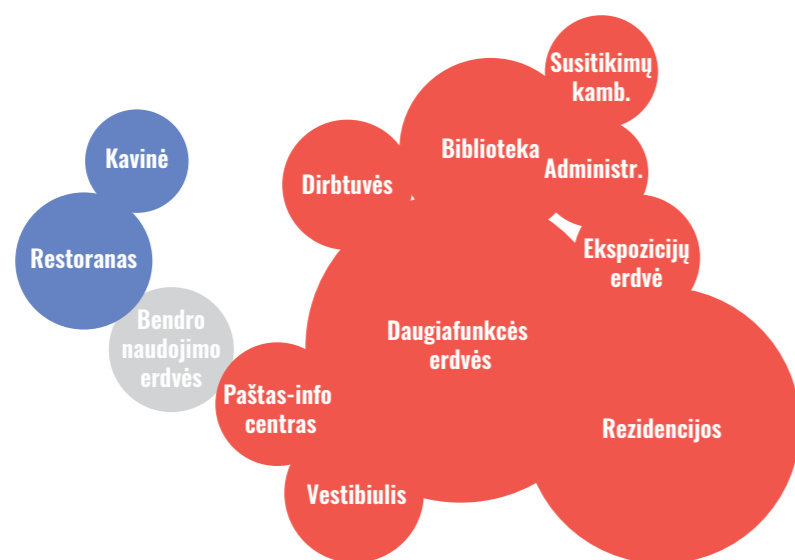 Susitikimų
kamb.
Kavinė
Biblioteka
Administr.
Dirbtuvės
Restoranas
Ekspozicijų
erdvė
Bendro
naudojimo
erdvės
Daugiafunkcės
erdvės
Paštas-info
centras
Rezidencijos
Vestibiulis